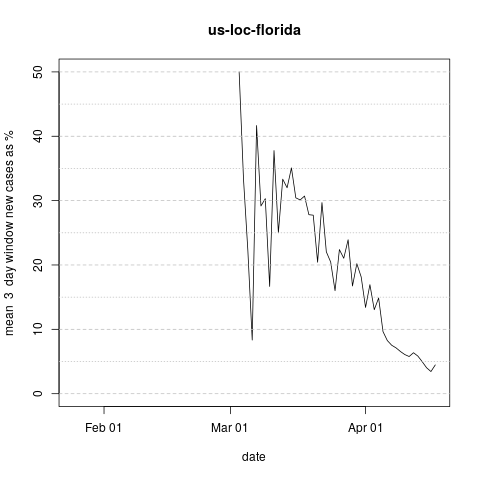 us-loc-florida
50
40
30
20
10
0
mean 3 day window new cases as %
Feb 01
Mar 01
Apr 01
date